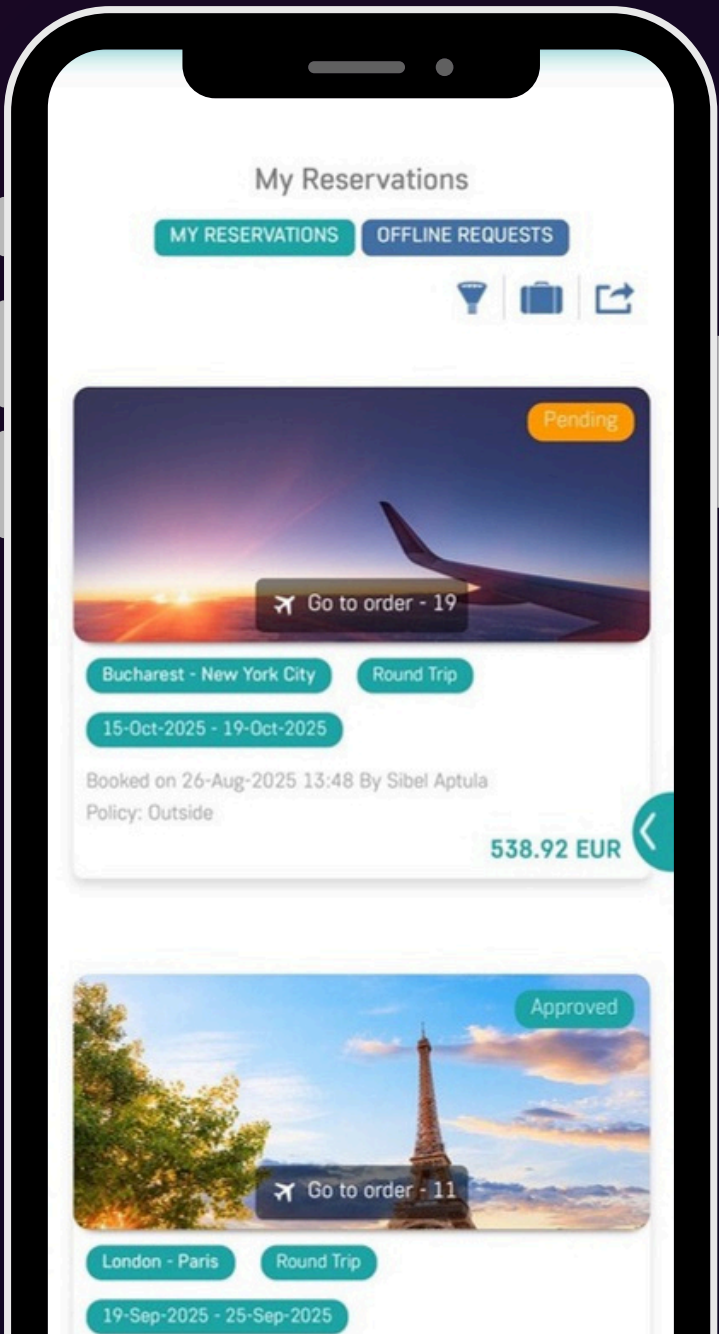 My Reservations
MY RESERVATIONS OFFLINE REQUESTS
Pending
Go to order - 19
Bucharest - New York City Round Trip
15-Oct-2025 - 19-Oct-2025
Booked on 26-Aug-2025 13:48 By Sibel Aptula
Policy: Outside
538.92 EUR
Approved
Go to order - 11
London - Paris Round Trip
19-Sep-2025 - 25-Sep-2025